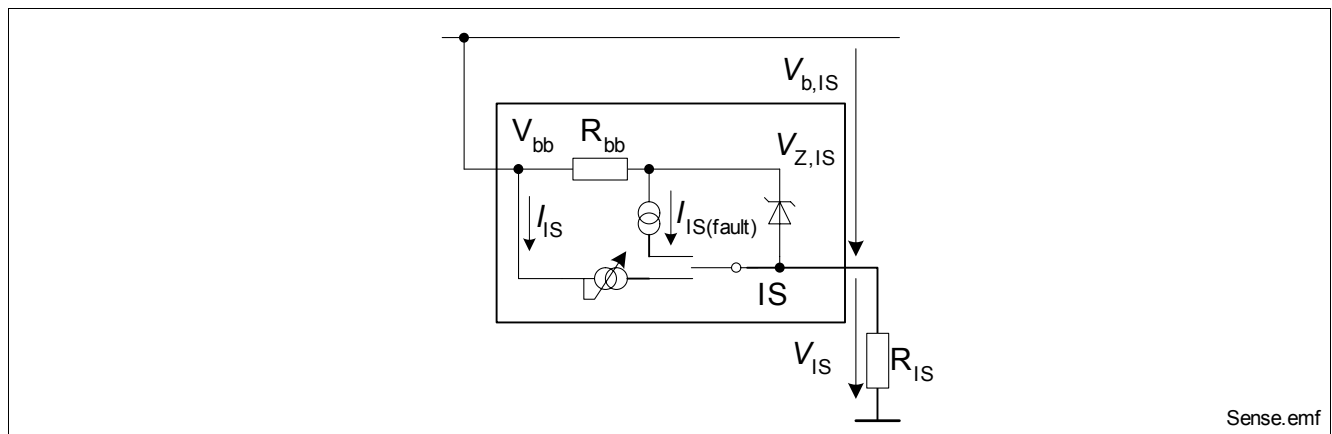 V_b,IS
V_bb
R_bb
V_Z,IS
I_IS
I_IS(fault)
IS
V_IS
R_IS
Sense.emf